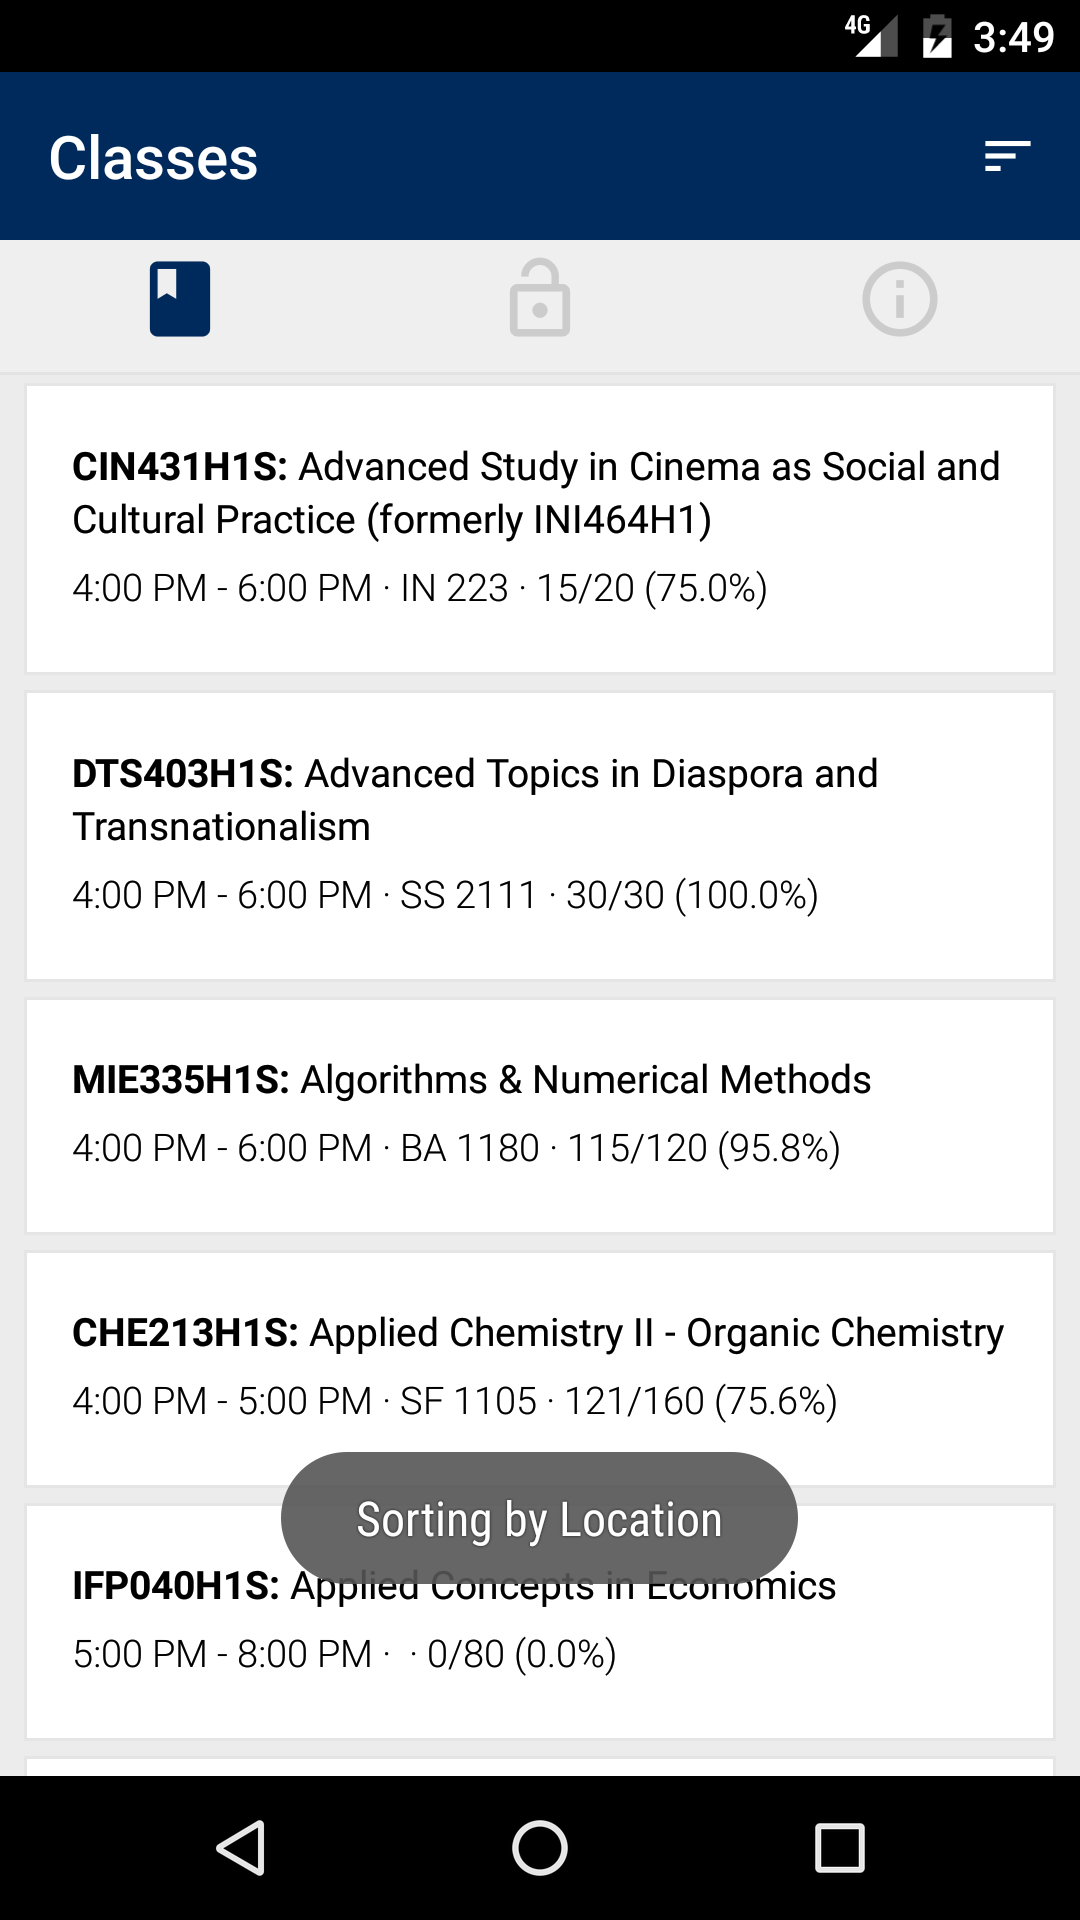 4G 3:49
Classes
CIN431H1S: Advanced Study in Cinema as Social and
Cultural Practice (formerly INI464H1)
4:00 PM - 6:00 PM · IN 223 · 15/20 (75.0%)
DTS403H1S: Advanced Topics in Diaspora and
Transnationalism
4:00 PM - 6:00 PM · SS 2111 · 30/30 (100.0%)
MIE335H1S: Algorithms & Numerical Methods
4:00 PM - 6:00 PM · BA 1180 · 115/120 (95.8%)
CHE213H1S: Applied Chemistry II - Organic Chemistry
4:00 PM - 5:00 PM · SF 1105 · 121/160 (75.6%)
Sorting by Location
IFP040H1S: Applied Concepts in Economics
5:00 PM - 8:00 PM ·  · 0/80 (0.0%)